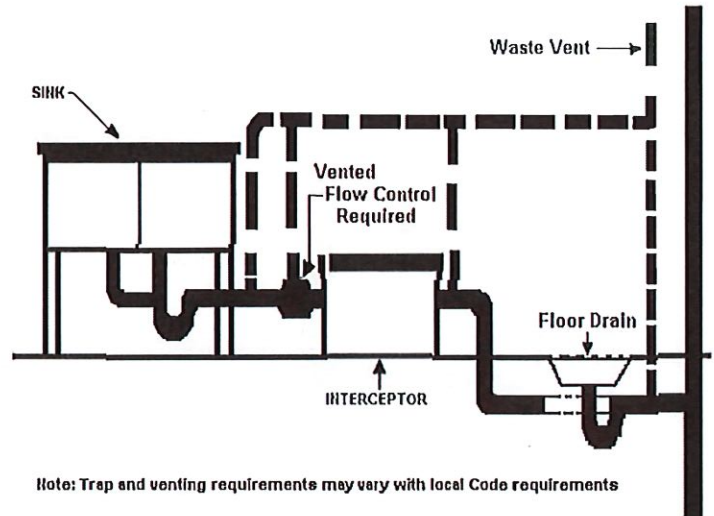 Waste Vent
SINK
Vented
Flow Control
Required
Floor Drain
INTERCEPTOR
Note: Trap and venting requirements may vary with local Code requirements